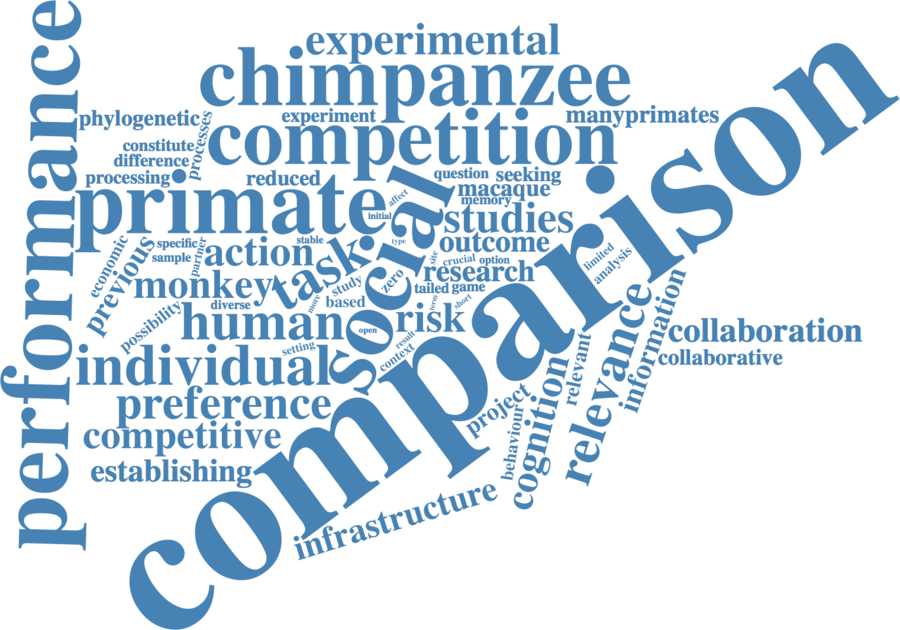 performance
experimental
chimpanzee
phylogenetic
processes
experiment
manyprimates
constitute
competition
difference
processing
reduced
question
seeking
macaque
memory
primate
affect
initial
social
studies
comparison
economic
previous
specific
sample
partner
action
stable
task
type
site
outcome
crucial
option
limited
analysis
monkey
study
zero
research
tailed
game
more
based
term
short
possibility
diverse
human
open
risk
result
context
setting
individual
relevance
information
collaboration
collaborative
relevant
preference
project
cognition
behaviour
competitive
establishing
infrastructure